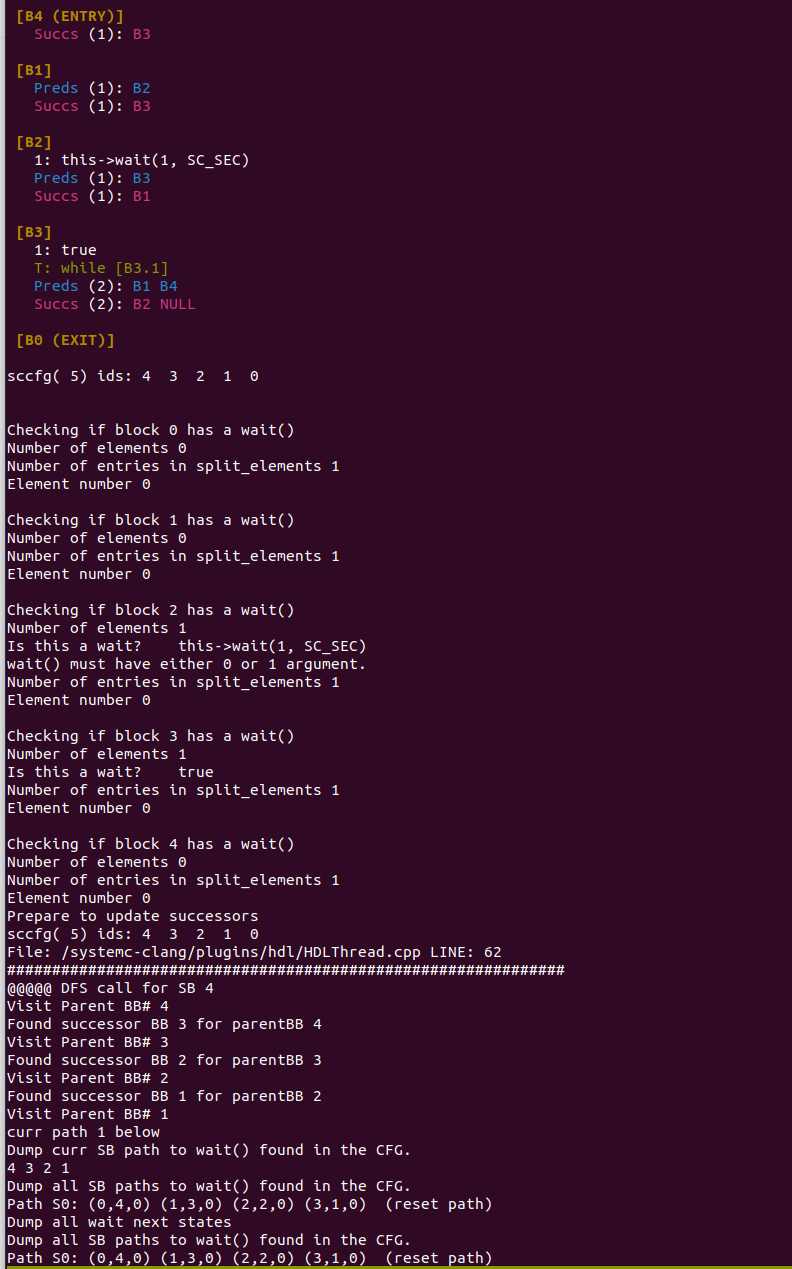 [B4 (ENTRY)]
Succs (1): B3
[B1]
Preds (1): B2
Succs (1): B3
[B2]
1: this->wait(1, SC_SEC)
Preds (1): B3
Succs (1): B1
[B3]
1: true
T: while [B3.1]
Preds (2): B1 B4
Succs (2): B2 NULL
[B0 (EXIT)]
sccfg( 5) ids: 4  3  2  1  0
Checking if block 0 has a wait()
Number of elements 0
Number of entries in split_elements 1
Element number 0
Checking if block 1 has a wait()
Number of elements 0
Number of entries in split_elements 1
Element number 0
Checking if block 2 has a wait()
Number of elements 1
Is this a wait?    this->wait(1, SC_SEC)
wait() must have either 0 or 1 argument.
Number of entries in split_elements 1
Element number 0
Checking if block 3 has a wait()
Number of elements 1
Is this a wait?    true
Number of entries in split_elements 1
Element number 0
Checking if block 4 has a wait()
Number of elements 0
Number of entries in split_elements 1
Element number 0
Prepare to update successors
sccfg( 5) ids: 4  3  2  1  0
File: /systemc-clang/plugins/hdl/HDLThread.cpp LINE: 62
##############################################################
@@@@@ DFS call for SB 4
Visit Parent BB# 4
Found successor BB 3 for parentBB 4
Visit Parent BB# 3
Found successor BB 2 for parentBB 3
Visit Parent BB# 2
Found successor BB 1 for parentBB 2
Visit Parent BB# 1
curr path 1 below
Dump curr SB path to wait() found in the CFG.
4 3 2 1
Dump all SB paths to wait() found in the CFG.
Path S0: (0,4,0) (1,3,0) (2,2,0) (3,1,0)  (reset path)
Dump all wait next states
Dump all SB paths to wait() found in the CFG.
Path S0: (0,4,0) (1,3,0) (2,2,0) (3,1,0)  (reset path)